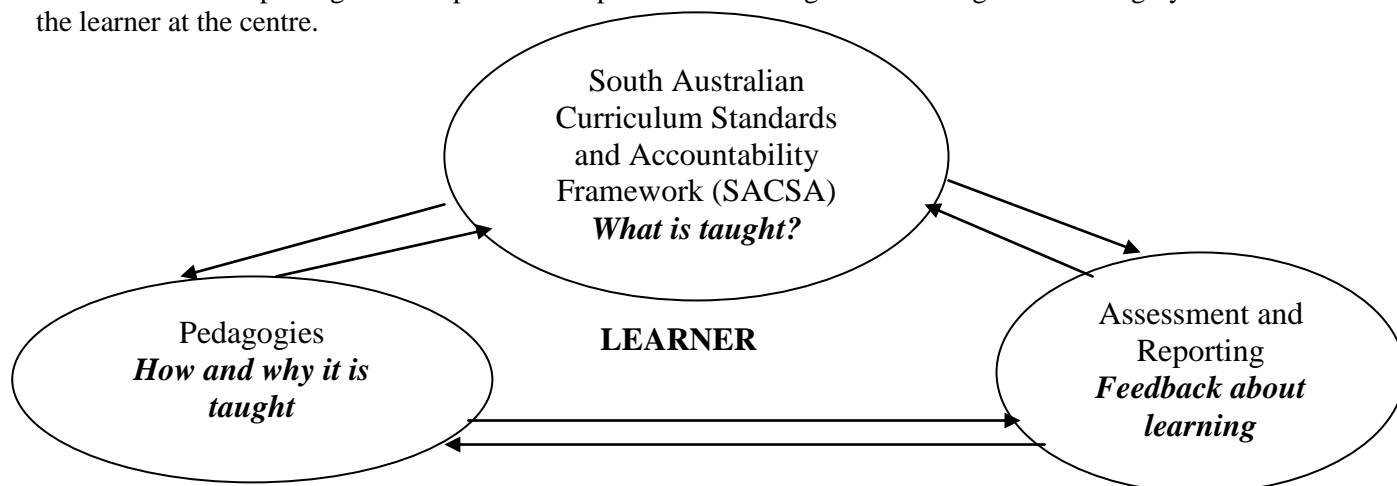 the learner at the centre.
South Australian
Curriculum Standards
and Accountability
Framework (SACSA)
What is taught?
Pedagogies
How and why it is
taught
LEARNER
Assessment and
Reporting
Feedback about
learning